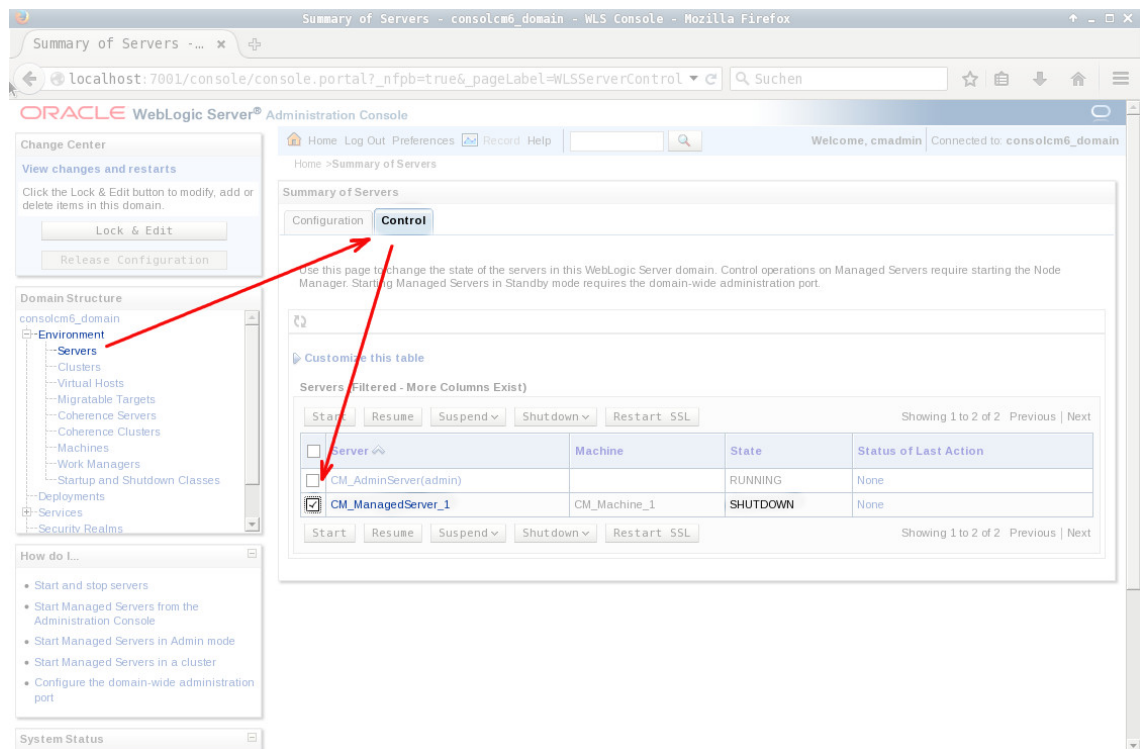 Summary of Servers - consolcm6_domain - WLS Console - Mozilla Firefox
Summary of Servers -…
localhost:7001/console/console.portal?_nfpb=true&_pageLabel=WLSServerControl
Suchen
ORACLE WebLogic Server® Administration Console
Change Center
View changes and restarts
Click the Lock & Edit button to modify, add or
delete items in this domain.
Lock & Edit
Release Configuration
Domain Structure
consolcm6_domain
Environment
Servers
Clusters
Virtual Hosts
Migratable Targets
Coherence Servers
Coherence Clusters
Machines
Work Managers
Startup and Shutdown Classes
Deployments
Services
Security Realms
How do I...
Start and stop servers
Start Managed Servers from the
Administration Console
Start Managed Servers in Admin mode
Start Managed Servers in a cluster
Configure the domain-wide administration
port
System Status
Home Log Out Preferences Record Help
Welcome, cmadmin Connected to: consolcm6_domain
Home >Summary of Servers
Summary of Servers
Configuration Control
Use this page to change the state of the servers in this WebLogic Server domain. Control operations on Managed Servers require starting the Node
Manager. Starting Managed Servers in Standby mode requires the domain-wide administration port.
Customize this table
Servers (Filtered - More Columns Exist)
Start Resume Suspend Shutdown Restart SSL Showing 1 to 2 of 2 Previous | Next
Server Machine State Status of Last Action
CM_AdminServer(admin) RUNNING None
CM_ManagedServer_1 CM_Machine_1 SHUTDOWN None
Start Resume Suspend Shutdown Restart SSL Showing 1 to 2 of 2 Previous | Next